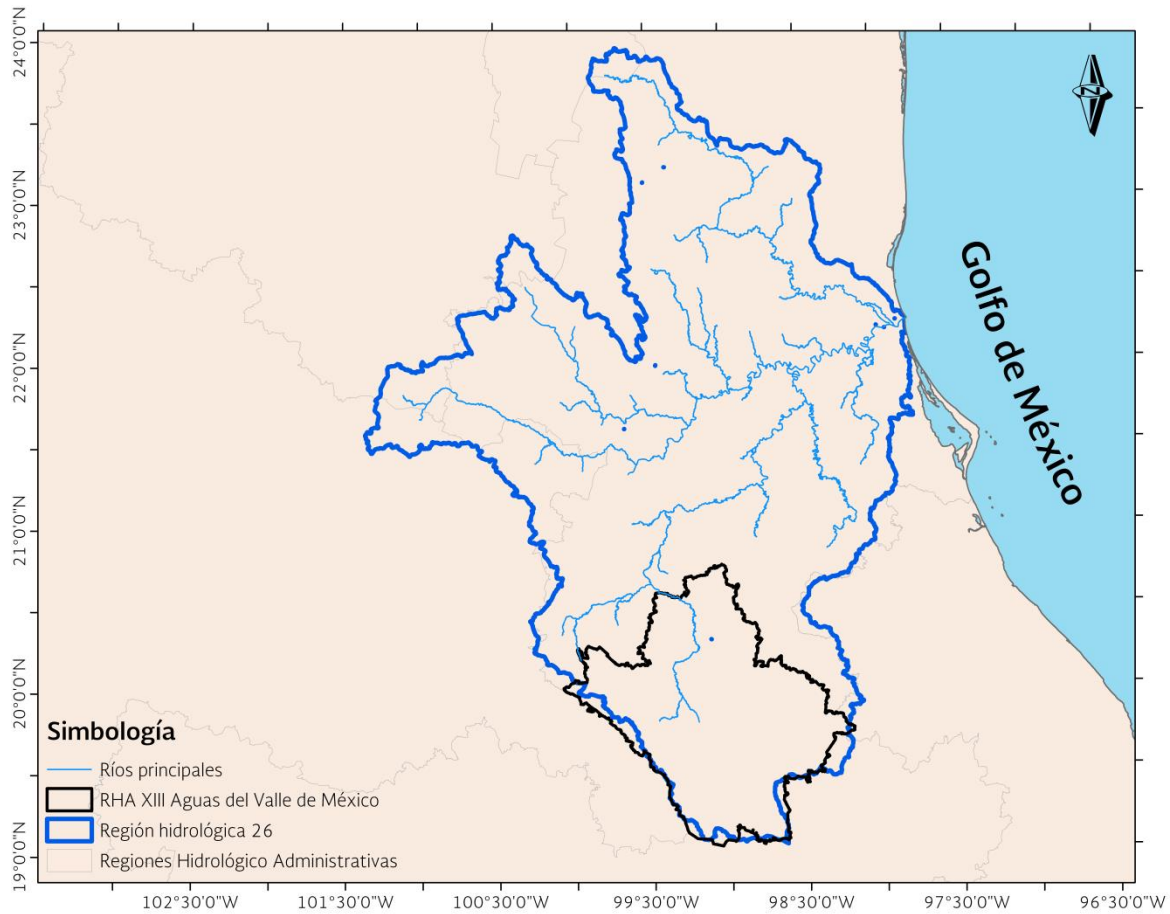 24°0'0"N
23°0'0"N
22°0'0"N
21°0'0"N
20°0'0"N
19°0'0"N
N
Golfo de México
Simbología
Ríos principales
RHA XIII Aguas del Valle de México
Región hidrológica 26
Regiones Hidrológico Administrativas
102°30'0"W
101°30'0"W
100°30'0"W
99°30'0"W
98°30'0"W
97°30'0"W
96°30'0"W